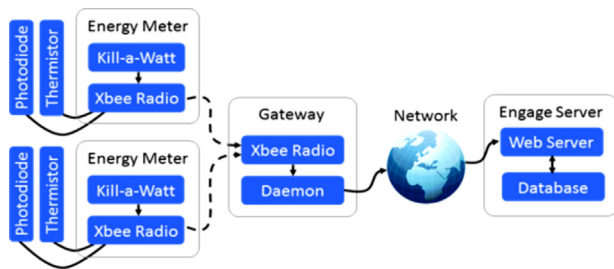 Photodiode
Thermistor
Energy Meter
Kill-a-Watt
Xbee Radio
Photodiode
Thermistor
Energy Meter
Kill-a-Watt
Xbee Radio
Gateway
Xbee Radio
Daemon
Network
Engage Server
Web Server
Database